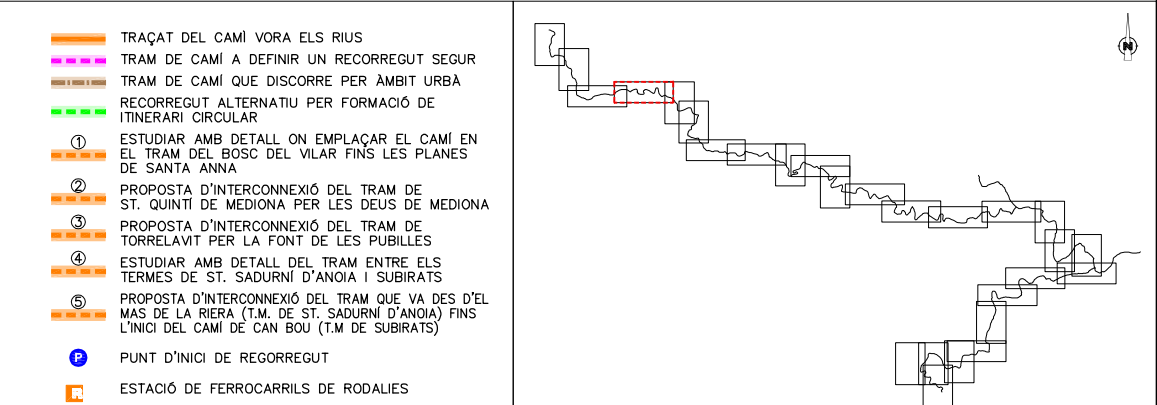 TRAÇAT DEL CAMÌ VORA ELS RIUS
TRAM DE CAMÍ A DEFINIR UN RECORREGUT SEGUR
TRAM DE CAMÍ QUE DISCORRE PER ÀMBIT URBÀ
RECORREGUT ALTERNATIU PER FORMACIÓ DE
ITINERARI CIRCULAR
1
ESTUDIAR AMB DETALL ON EMPLAÇAR EL CAMÍ EN
EL TRAM DEL BOSC DEL VILAR FINS LES PLANES
DE SANTA ANNA
2
PROPOSTA D'INTERCONNEXIÓ DEL TRAM DE
ST. QUINTÍ DE MEDIONA PER LES DEUS DE MEDIONA
3
PROPOSTA D'INTERCONNEXIÓ DEL TRAM DE
TORRELAVIT PER LA FONT DE LES PUBILLES
4
ESTUDIAR AMB DETALL DEL TRAM ENTRE ELS
TERMES DE ST. SADURNÍ D'ANOIA I SUBIRATS
5
PROPOSTA D'INTERCONNEXIÓ DEL TRAM QUE VA DES D'EL
MAS DE LA RIERA (T.M. DE ST. SADURNÍ D'ANOIA) FINS
L'INICI DEL CAMÍ DE CAN BOU (T.M DE SUBIRATS)
P
PUNT D'INICI DE REGORREGUT
R
ESTACIÓ DE FERROCARRILS DE RODALIES
N